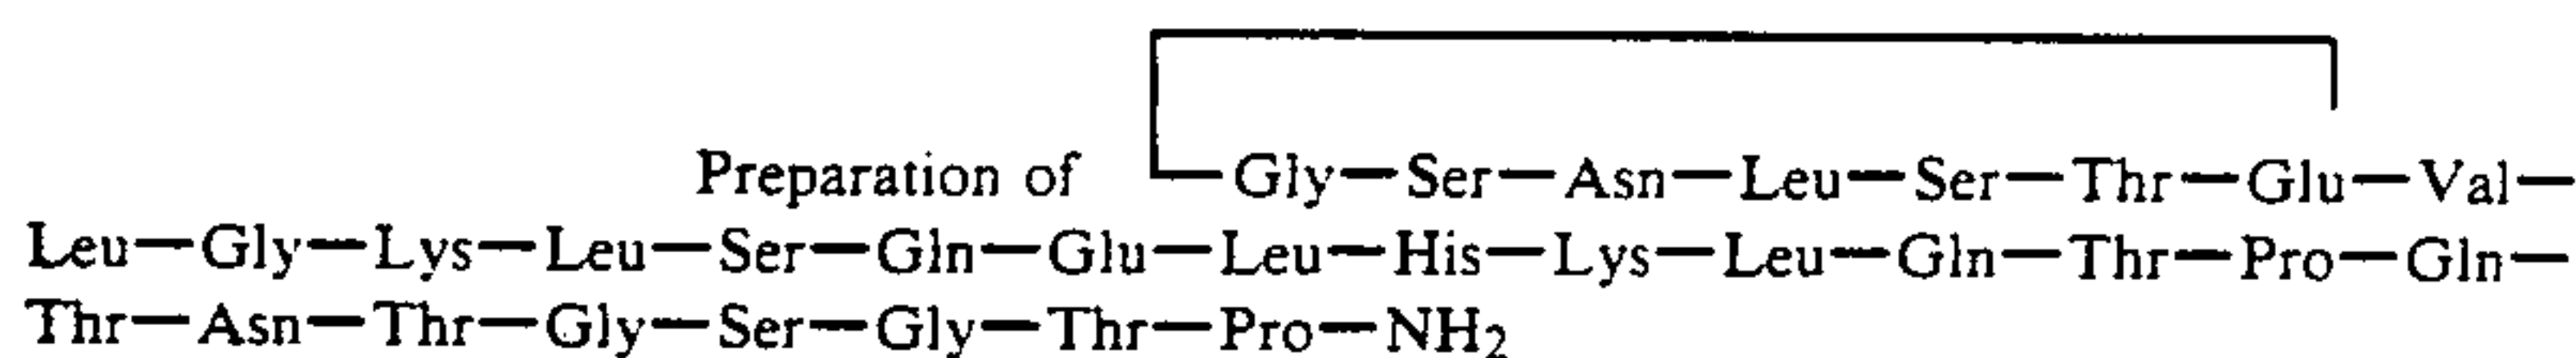 Preparation of Gly—Ser—Asn—Leu—Ser—Thr—Glu—Val—
Leu—Gly—Lys—Leu—Ser—Gln—Glu—Leu—His—Lys—Leu—Gln—Thr—Pro—Gln—
Thr—Asn—Thr—Gly—Ser—Gly—Thr—Pro—NH2